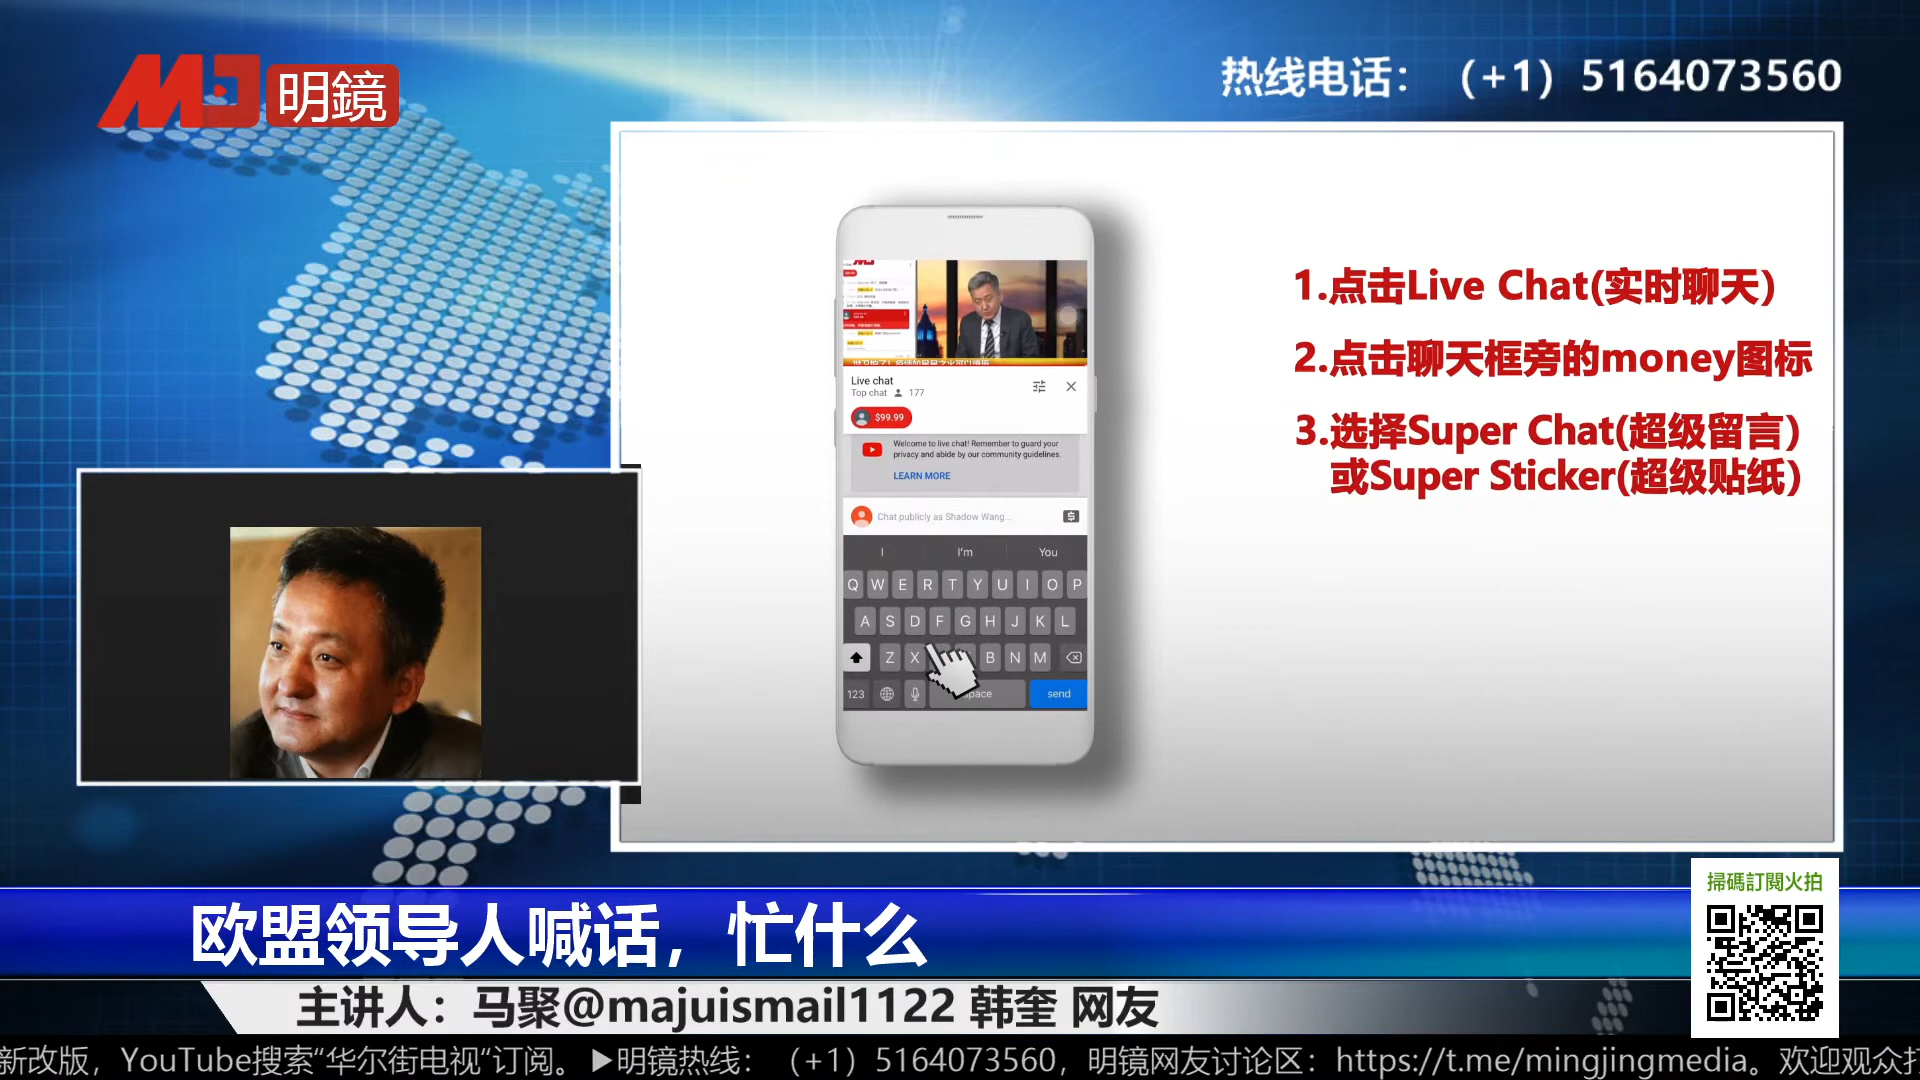 MJ 明鏡
热线电话： （+1）5164073560
1.点击Live Chat(实时聊天)
2.点击聊天框旁的money图标
3.选择Super Chat(超级留言)
或Super Sticker(超级贴纸)
Live chat
Top chat 177
$99.99
Welcome to live chat! Remember to guard your
privacy and abide by our community guidelines.
LEARN MORE
Chat publicly as Shadow Wang...
I I'm You
Q W E R T Y U I O P
A S D F G H J K L
Z X B N M
123 space send
掃碼訂閱火拍
欧盟领导人喊话，忙什么
主讲人：马聚@majuismail1122 韩奎 网友
新改版，YouTube搜索“华尔街电视“订阅。▶明镜热线：（+1）5164073560，明镜网友讨论区：https://t.me/mingjingmedia。欢迎观众打